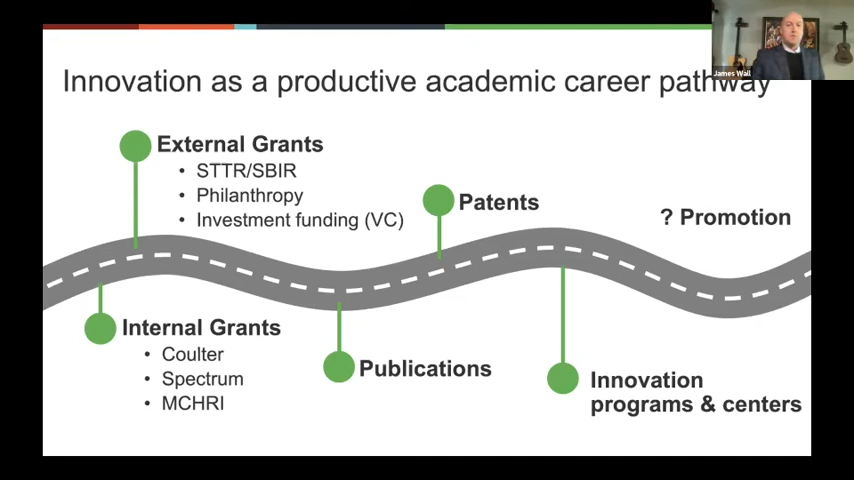 James Wall
Innovation as a productive academic career pathway
External Grants
• STTR/SBIR
• Philanthropy
• Investment funding (VC)
Patents
? Promotion
Internal Grants
• Coulter
• Spectrum
• MCHRI
Publications
Innovation
programs & centers